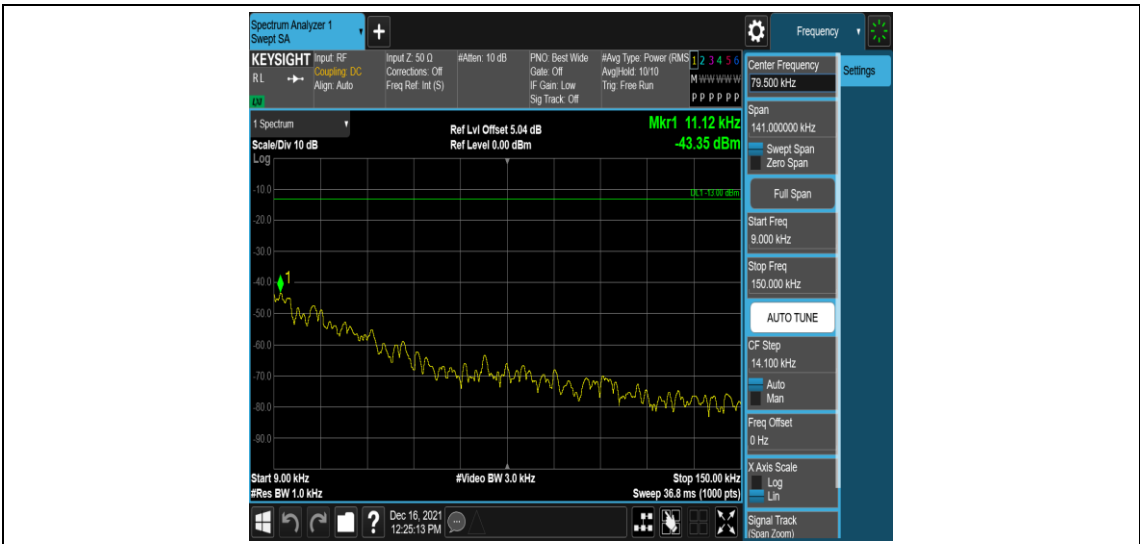 Spectrum Analyzer 1
Swept SA
Frequency
KEYSIGHT
RL
LXI
Input: RF
Coupling: DC
Align: Auto
Input Z: 50 Ω
Corrections: Off
Freq Ref: Int (S)
#Atten: 10 dB
PNO: Best Wide
Gate: Off
IF Gain: Low
Sig Track: Off
#Avg Type: Power (RMS
Avg|Hold: 10/10
Trig: Free Run
1 2 3 4 5 6
M W W W W W
P P P P P P
1 Spectrum
Scale/Div 10 dB
Ref Lvl Offset 5.04 dB
Ref Level 0.00 dBm
Mkr1 11.12 kHz
-43.35 dBm
Log
DL1 -13.00 dBm
-10.0
-20.0
-30.0
-40.0
1
-50.0
-60.0
-70.0
-80.0
-90.0
Start 9.00 kHz
#Video BW 3.0 kHz
Stop 150.00 kHz
#Res BW 1.0 kHz
Sweep 36.8 ms (1000 pts)
Dec 16, 2021
12:25:13 PM
Center Frequency
79.500 kHz
Settings
Span
141.000000 kHz
Swept Span
Zero Span
Full Span
Start Freq
9.000 kHz
Stop Freq
150.000 kHz
AUTO TUNE
CF Step
14.100 kHz
Auto
Man
Freq Offset
0 Hz
X Axis Scale
Log
Lin
Signal Track
(Span Zoom)